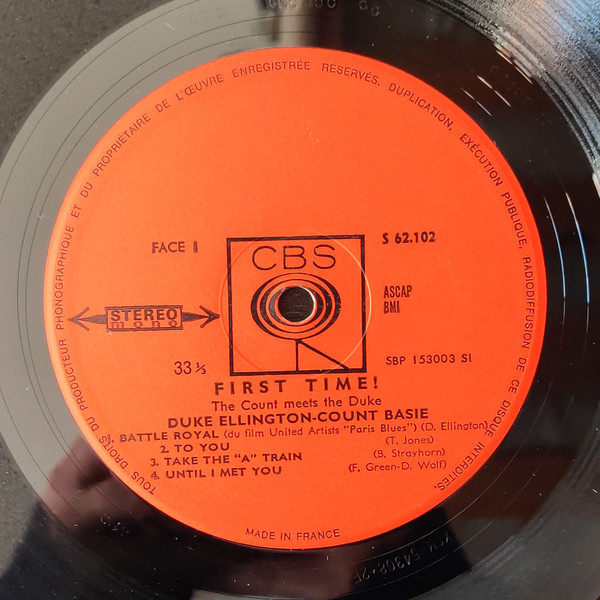 TOUS DROITS DU PRODUCTEUR PHONOGRAPHIQUE ET DU PROPRIÉTAIRE DE L'ŒUVRE ENREGISTRÉE RÉSERVÉS. DUPLICATION, EXÉCUTION PUBLIQUE, RADIODIFFUSION DE CE DISQUE INTERDITES.
FACE I
CBS
S 62.102
ASCAP
BMI
STEREO
mono
33 ⅓
SBP 153003 SI
FIRST TIME!
The Count meets the Duke
DUKE ELLINGTON-COUNT BASIE
1. BATTLE ROYAL (du film United Artists "Paris Blues") (D. Ellington)
2. TO YOU (T. Jones)
3. TAKE THE "A" TRAIN (B. Strayhorn)
4. UNTIL I MET YOU (F. Green-D. Wolf)
MADE IN FRANCE